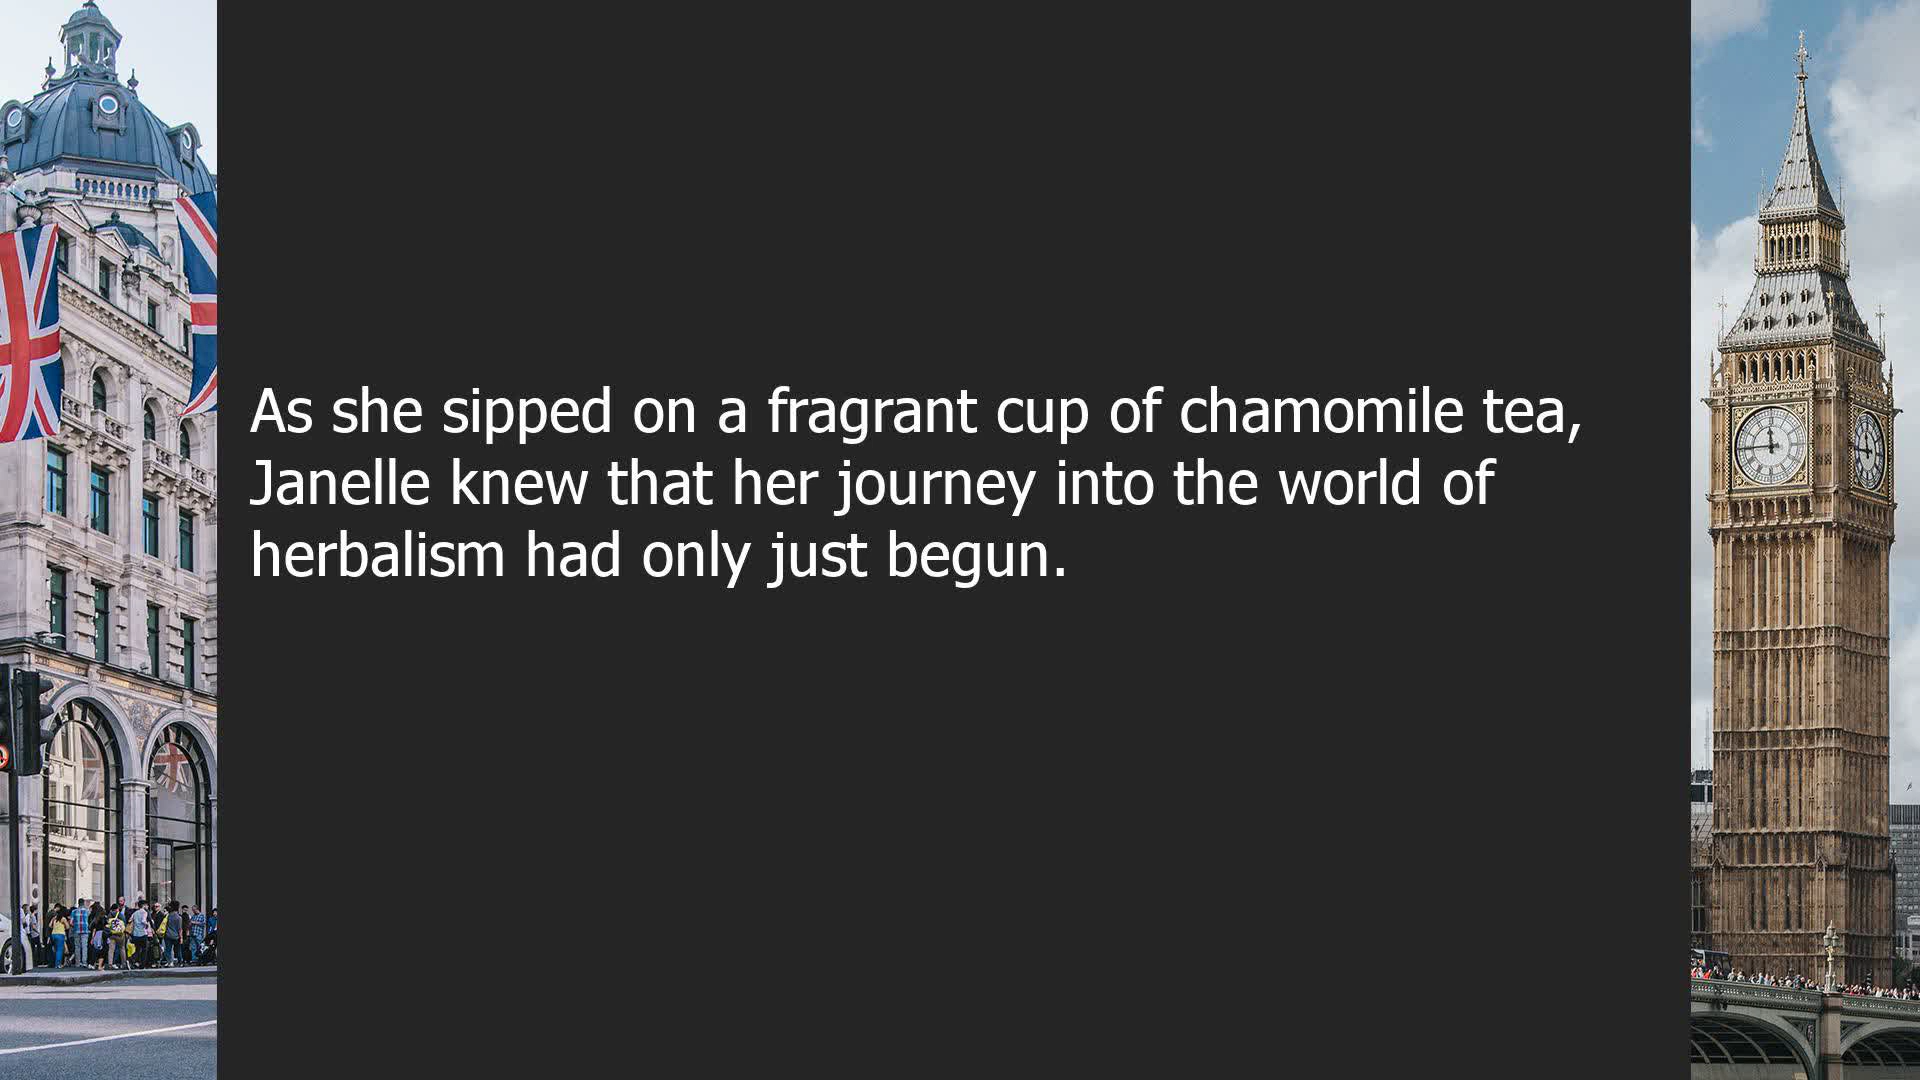 As she sipped on a fragrant cup of chamomile tea,
Janelle knew that her journey into the world of
herbalism had only just begun.